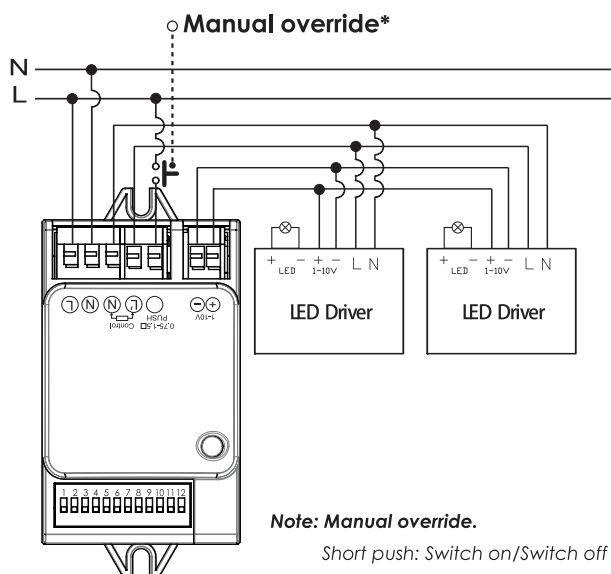 Manual override*
N
L
L N N L' PUSH - +
Control 0.75-1.5□ 1-10V
+ - + - L N
LED 1-10V
LED Driver
+ - + - L N
LED 1-10V
LED Driver
1 2 3 4 5 6 7 8 9 10 11 12
Note: Manual override.
Short push: Switch on/Switch off